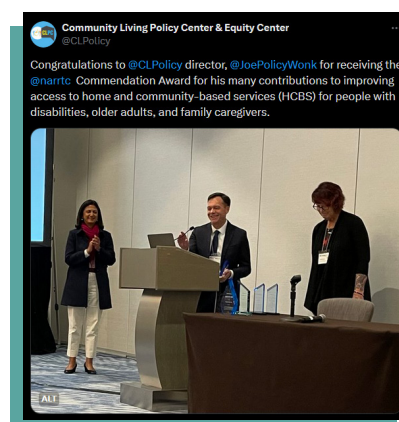 Community Living Policy Center & Equity Center
@CLPolicy
Congratulations to @CLPolicy director, @JoePolicyWonk for receiving the
@narrtc Commendation Award for his many contributions to improving
access to home and community-based services (HCBS) for people with
disabilities, older adults, and family caregivers.
ALT